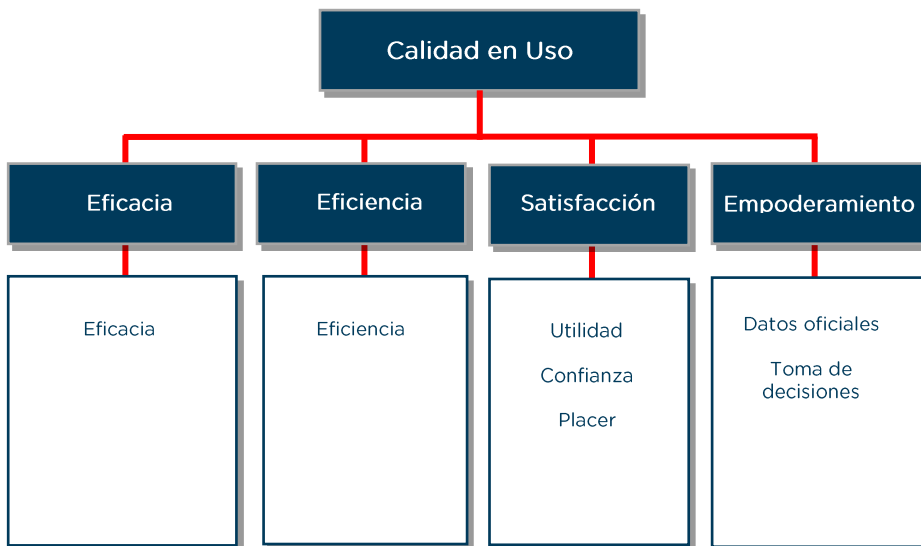 Calidad en Uso
Eficacia
Eficiencia
Satisfacción
Empoderamiento
Eficacia
Eficiencia
Utilidad
Confianza
Placer
Datos oficiales
Toma de
decisiones